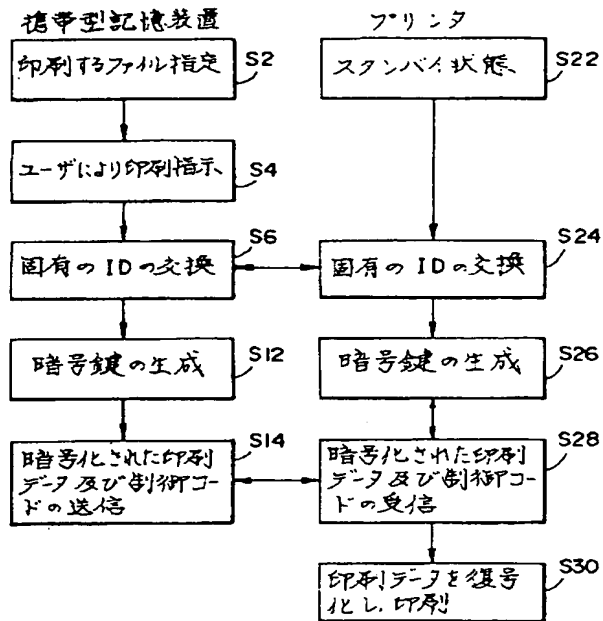 携帯型記憶装置
プリンタ
印刷するファイル指定
S2
スタンバイ状態
S22
ユーザにより印刷指示
S4
固有のIDの交換
S6
固有のIDの交換
S24
暗号鍵の生成
S12
暗号鍵の生成
S26
暗号化された印刷
データ及び制御コー
ドの送信
S14
暗号化された印刷
データ及び制御コー
ドの受信
S28
印刷データを復号
化し、印刷
S30